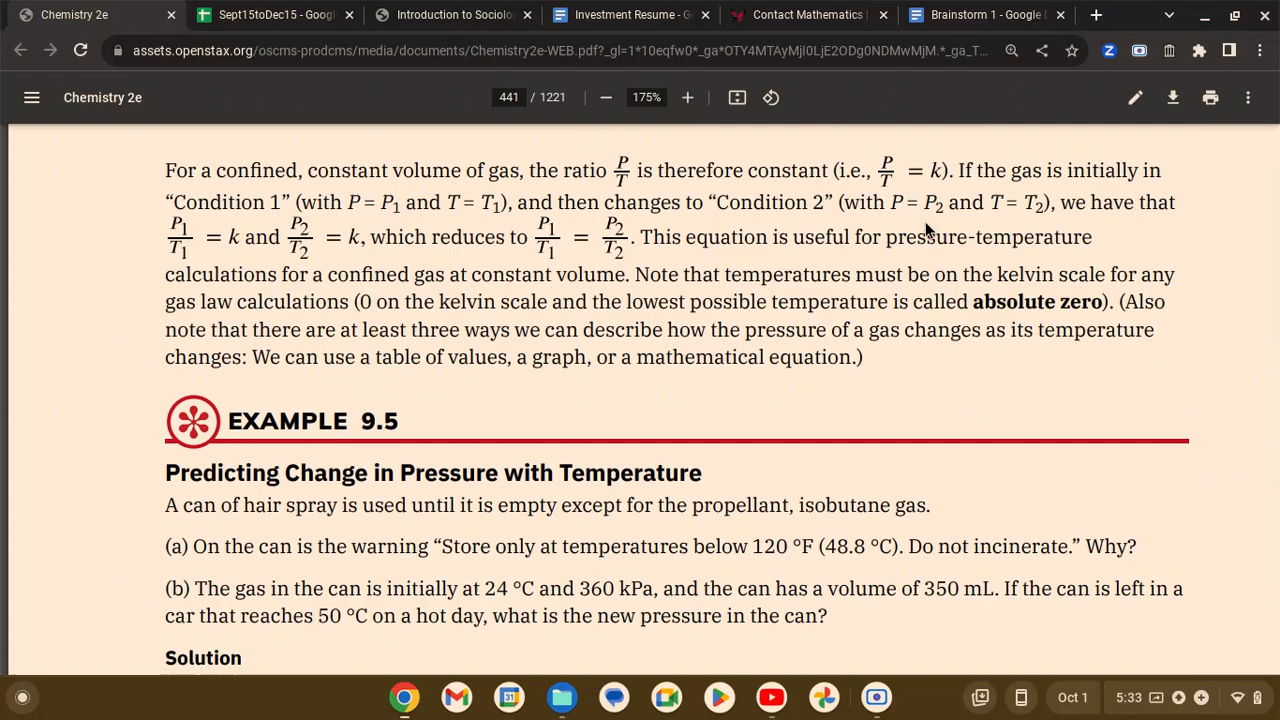 Chemistry 2e
Sept15toDec15 - Googl
Introduction to Sociolo
Investment Resume - G
Contact Mathematics
Brainstorm 1 - Google D
assets.openstax.org/oscms-prodcms/media/documents/Chemistry2e-WEB.pdf?_gl=1*10eqfw0*_ga*OTY4MTAyMjI0LjE2ODg0NDMwMjM.*_ga_T...
Chemistry 2e
441 / 1221
175%
For a confined, constant volume of gas, the ratio P/T is therefore constant (i.e., P/T = k). If the gas is initially in
“Condition 1” (with P = P₁ and T = T₁), and then changes to “Condition 2” (with P = P₂ and T = T₂), we have that
P₁/T₁ = k and P₂/T₂ = k, which reduces to P₁/T₁ = P₂/T₂. This equation is useful for pressure-temperature
calculations for a confined gas at constant volume. Note that temperatures must be on the kelvin scale for any
gas law calculations (0 on the kelvin scale and the lowest possible temperature is called absolute zero). (Also
note that there are at least three ways we can describe how the pressure of a gas changes as its temperature
changes: We can use a table of values, a graph, or a mathematical equation.)
EXAMPLE 9.5
Predicting Change in Pressure with Temperature
A can of hair spray is used until it is empty except for the propellant, isobutane gas.
(a) On the can is the warning “Store only at temperatures below 120 °F (48.8 °C). Do not incinerate.” Why?
(b) The gas in the can is initially at 24 °C and 360 kPa, and the can has a volume of 350 mL. If the can is left in a
car that reaches 50 °C on a hot day, what is the new pressure in the can?
Solution
31
Oct 1
5:33